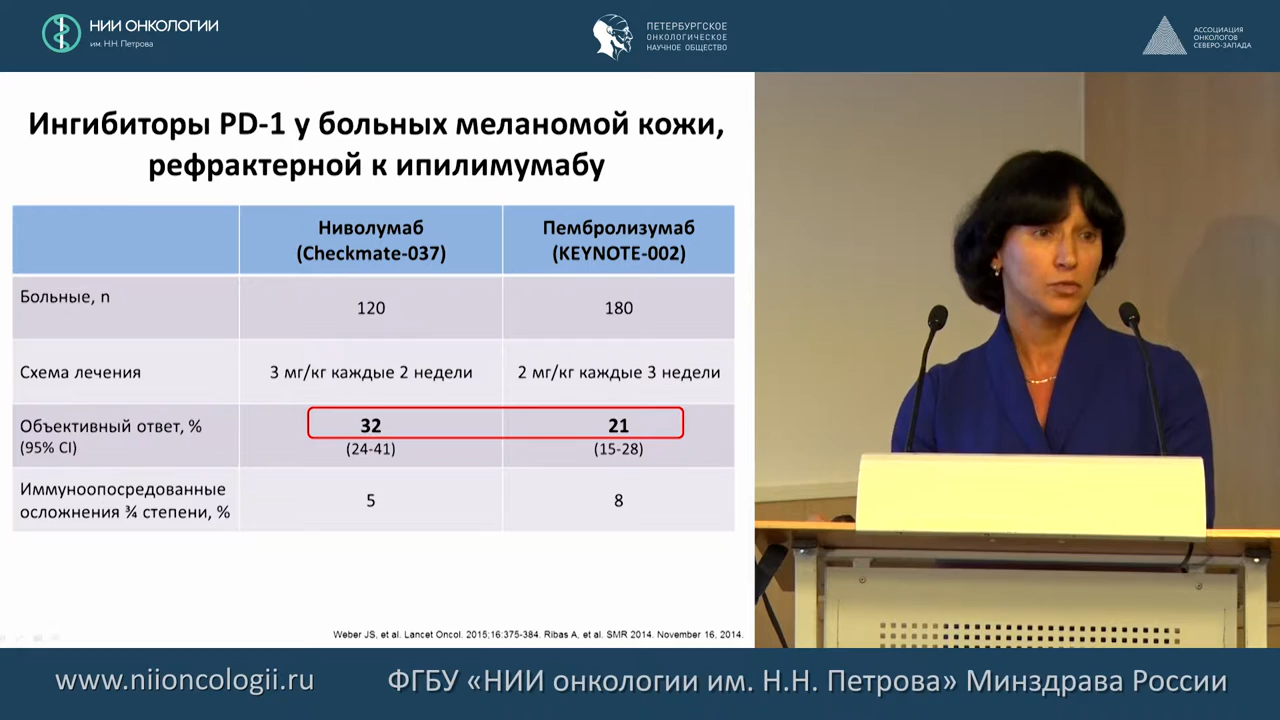 НИИ ОНКОЛОГИИ
им. Н.Н. Петрова
ПЕТЕРБУРГСКОЕ
ОНКОЛОГИЧЕСКОЕ
НАУЧНОЕ ОБЩЕСТВО
АССОЦИАЦИЯ
ОНКОЛОГОВ
СЕВЕРО-ЗАПАДА
Ингибиторы PD-1 у больных меланомой кожи,
рефрактерной к ипилимумабу
Ниволумаб
(Checkmate-037)
Пембролизумаб
(KEYNOTE-002)
Больные, n
120
180
Схема лечения
3 мг/кг каждые 2 недели
2 мг/кг каждые 3 недели
Объективный ответ, %
(95% CI)
32
(24-41)
21
(15-28)
Иммуноопосредованные
осложнения ¾ степени, %
5
8
Weber JS, et al. Lancet Oncol. 2015;16:375-384. Ribas A, et al. SMR 2014. November 16, 2014.
www.niioncologii.ru
ФГБУ «НИИ онкологии им. Н.Н. Петрова» Минздрава России